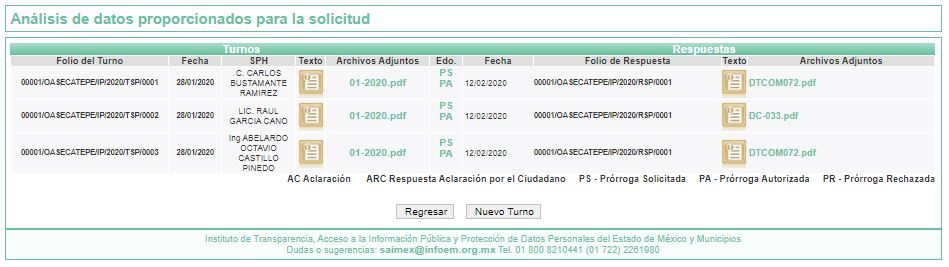 Análisis de datos proporcionados para la solicitud
Turnos Respuestas
Folio del Turno Fecha SPH Texto Archivos Adjuntos Edo. Fecha Folio de Respuesta Texto Archivos Adjuntos
00001/OASECATEPE/IP/2020/TSP/0001 28/01/2020 C. CARLOS BUSTAMANTE RAMIREZ 01-2020.pdf PS PA 12/02/2020 00001/OASECATEPE/IP/2020/RSP/0001 DTCOM072.pdf
00001/OASECATEPE/IP/2020/TSP/0002 28/01/2020 LIC. RAUL GARCIA CANO 01-2020.pdf PS PA 12/02/2020 00001/OASECATEPE/IP/2020/RSP/0001 DC-033.pdf
00001/OASECATEPE/IP/2020/TSP/0003 28/01/2020 Ing ABELARDO OCTAVIO CASTILLO PINEDO 01-2020.pdf PS PA 12/02/2020 00001/OASECATEPE/IP/2020/RSP/0001 DTCOM072.pdf
AC Aclaración ARC Respuesta Aclaración por el Ciudadano PS - Prórroga Solicitada PA - Prórroga Autorizada PR - Prórroga Rechazada
Regresar Nuevo Turno
Instituto de Transparencia, Acceso a la Información Pública y Protección de Datos Personales del Estado de México y Municipios
Dudas o sugerencias: saimex@infoem.org.mx Tel. 01 800 8210441 (01 722) 2261980